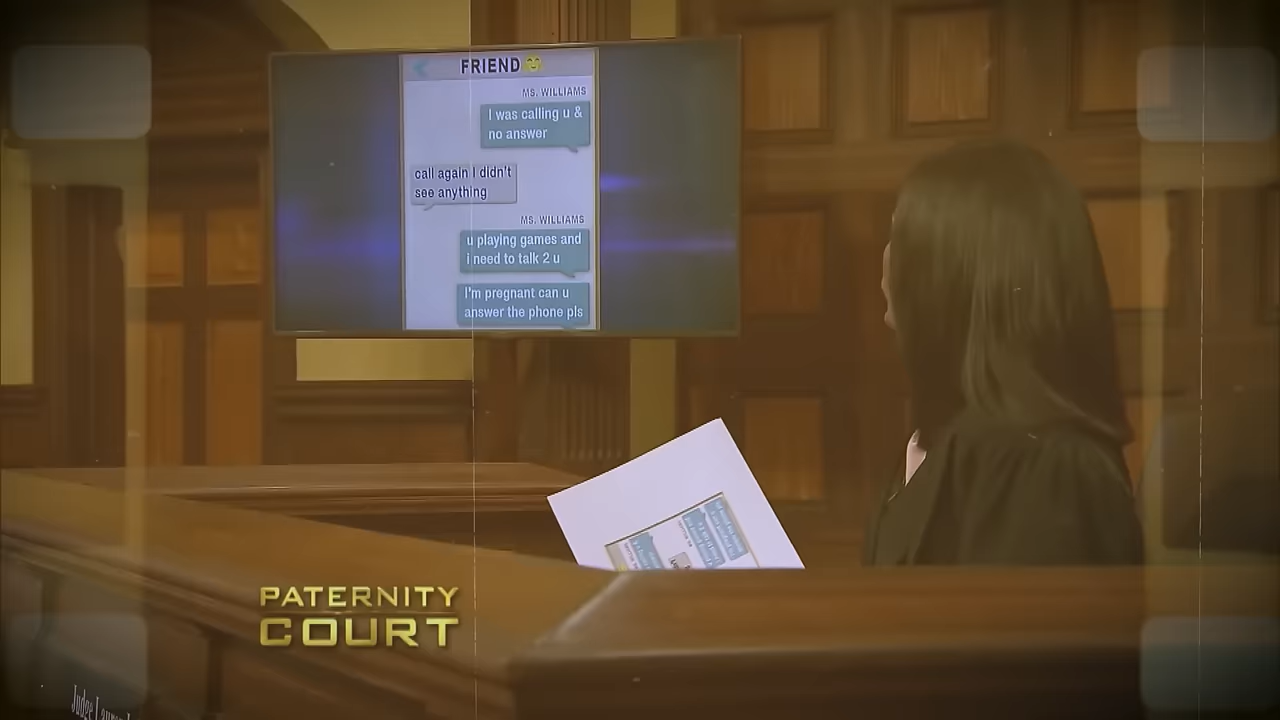 FRIEND
MS. WILLIAMS
I was calling u &
no answer
call again I didn't
see anything
MS. WILLIAMS
u playing games and
i need to talk 2 u
I'm pregnant can u
answer the phone pls
PATERNITY
COURT
Judge